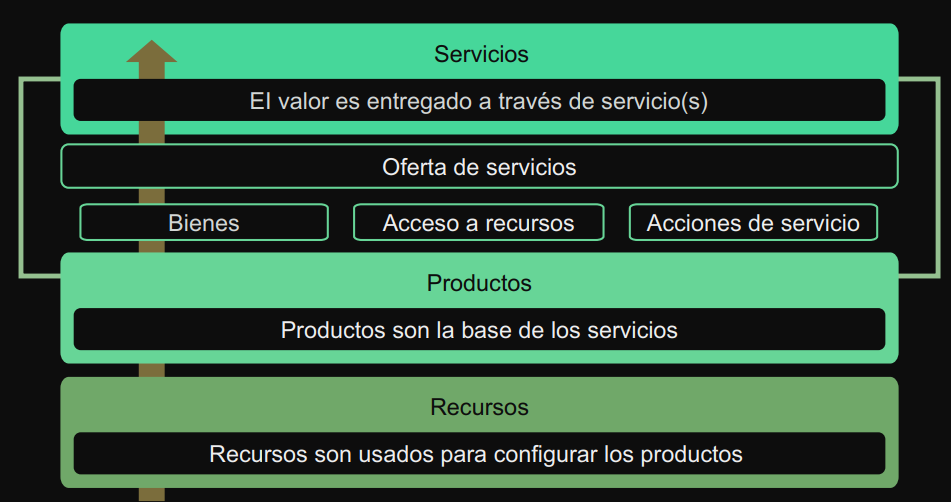 Servicios
El valor es entregado a través de servicio(s)
Oferta de servicios
Bienes
Acceso a recursos
Acciones de servicio
Productos
Productos son la base de los servicios
Recursos
Recursos son usados para configurar los productos